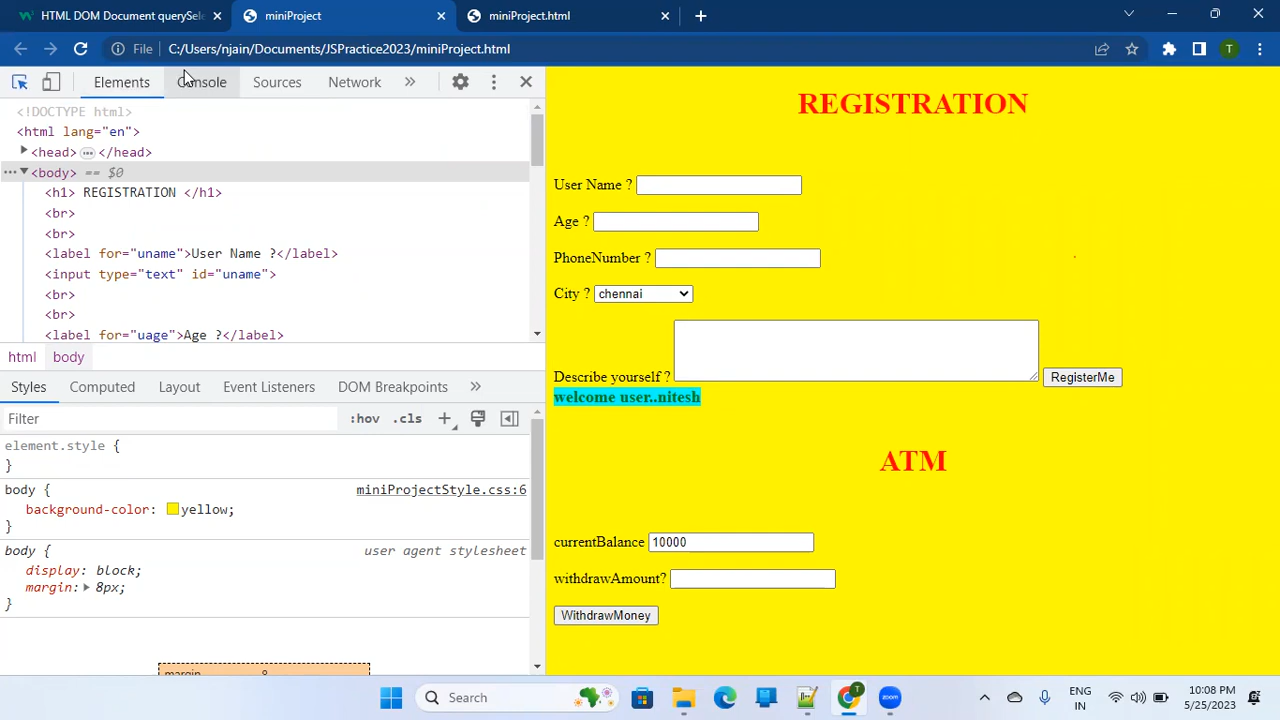 HTML DOM Document querySele
miniProject
miniProject.html
File
C:/Users/njain/Documents/JSPractice2023/miniProject.html
T
Elements
Console
Sources
Network
<!DOCTYPE html>
<html lang="en">
<head> ... </head>
... <body> == $0
<h1> REGISTRATION </h1>
<br>
<br>
<label for="uname">User Name ?</label>
<input type="text" id="uname">
<br>
<br>
<label for="uage">Age ?</label>
html
body
Styles
Computed
Layout
Event Listeners
DOM Breakpoints
Filter
:hov
.cls
element.style {
}
body {
miniProjectStyle.css:6
background-color: yellow;
}
body {
user agent stylesheet
display: block;
margin: 8px;
}
margin
8
REGISTRATION
User Name ?
Age ?
PhoneNumber ?
City ? chennai
Describe yourself ?
RegisterMe
welcome user..nitesh
ATM
currentBalance 10000
withdrawAmount?
WithdrawMoney
Search
ENG
IN
10:08 PM
5/25/2023